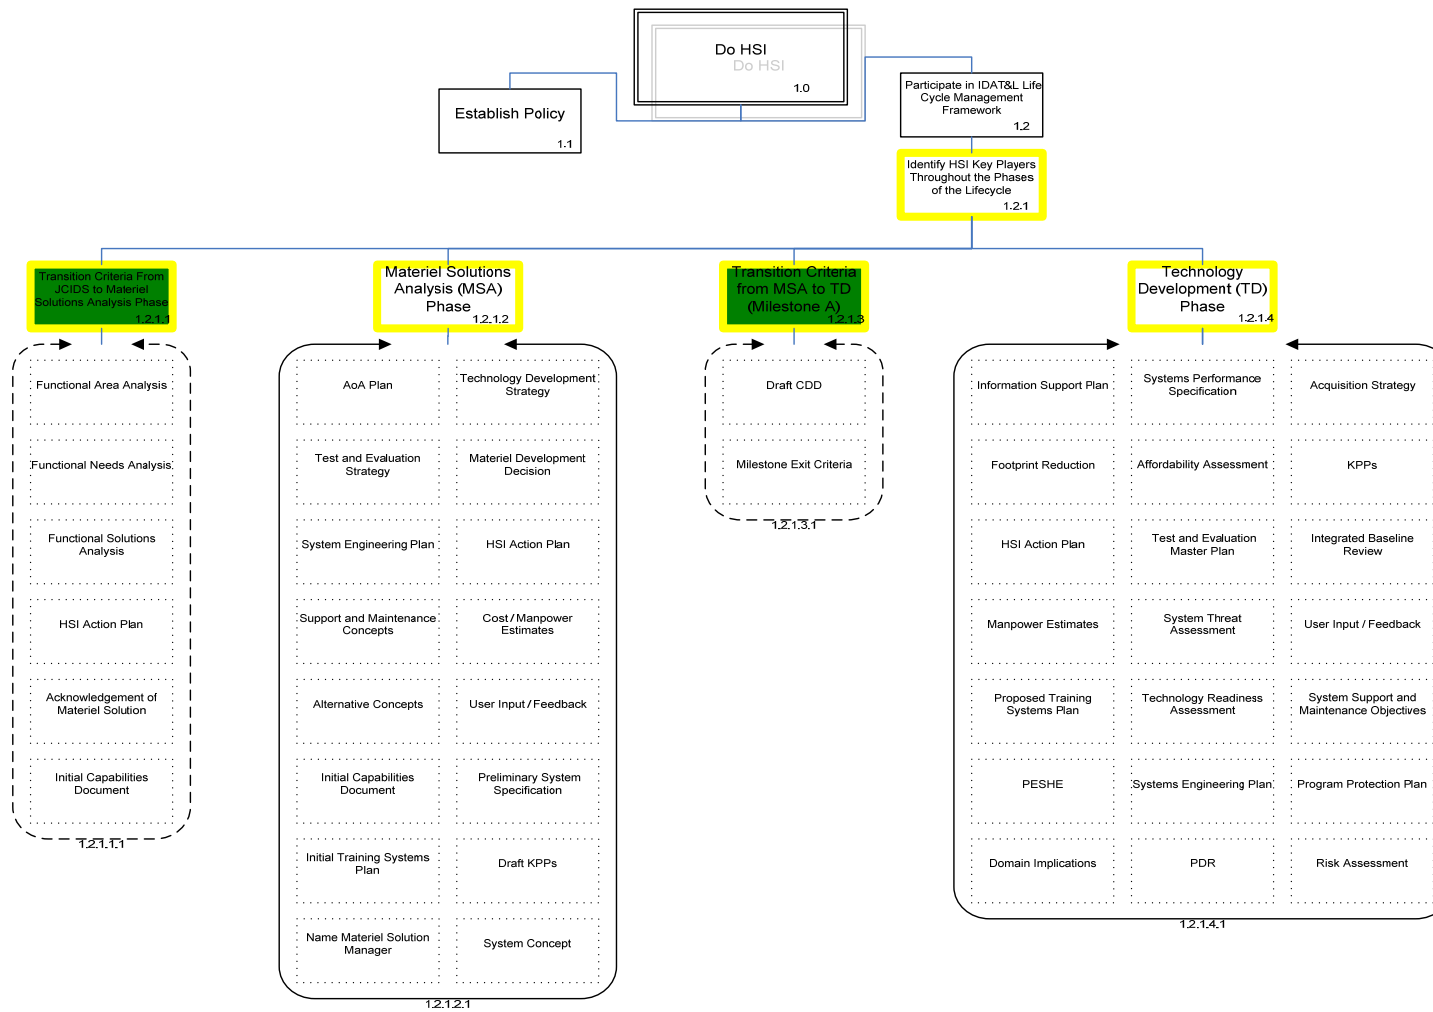 Do HSI
Do HSI
1.0
Establish Policy
1.1
Participate in IDAT&L Life
Cycle Management
Framework
1.2
Identify HSI Key Players
Throughout the Phases
of the Lifecycle
1.2.1
Transition Criteria From
JCIDS to Materiel
Solutions Analysis Phase
1.2.1.1
Materiel Solutions
Analysis (MSA)
Phase
1.2.1.2
Transition Criteria
from MSA to TD
(Milestone A)
1.2.1.3
Technology
Development (TD)
Phase
1.2.1.4
Functional Area Analysis
Functional Needs Analysis
Functional Solutions
Analysis
HSI Action Plan
Acknowledgement of
Materiel Solution
Initial Capabilities
Document
1.2.1.1.1
AoA Plan
Technology Development
Strategy
Test and Evaluation
Strategy
Materiel Development
Decision
System Engineering Plan
HSI Action Plan
Support and Maintenance
Concepts
Cost / Manpower
Estimates
Alternative Concepts
User Input / Feedback
Initial Capabilities
Document
Preliminary System
Specification
Initial Training Systems
Plan
Draft KPPs
Name Materiel Solution
Manager
System Concept
1.2.1.2.1
Draft CDD
Milestone Exit Criteria
1.2.1.3.1
Information Support Plan
Systems Performance
Specification
Acquisition Strategy
Footprint Reduction
Affordability Assessment
KPPs
HSI Action Plan
Test and Evaluation
Master Plan
Integrated Baseline
Review
Manpower Estimates
System Threat
Assessment
User Input / Feedback
Proposed Training
Systems Plan
Technology Readiness
Assessment
System Support and
Maintenance Objectives
PESHE
Systems Engineering Plan
Program Protection Plan
Domain Implications
PDR
Risk Assessment
1.2.1.4.1